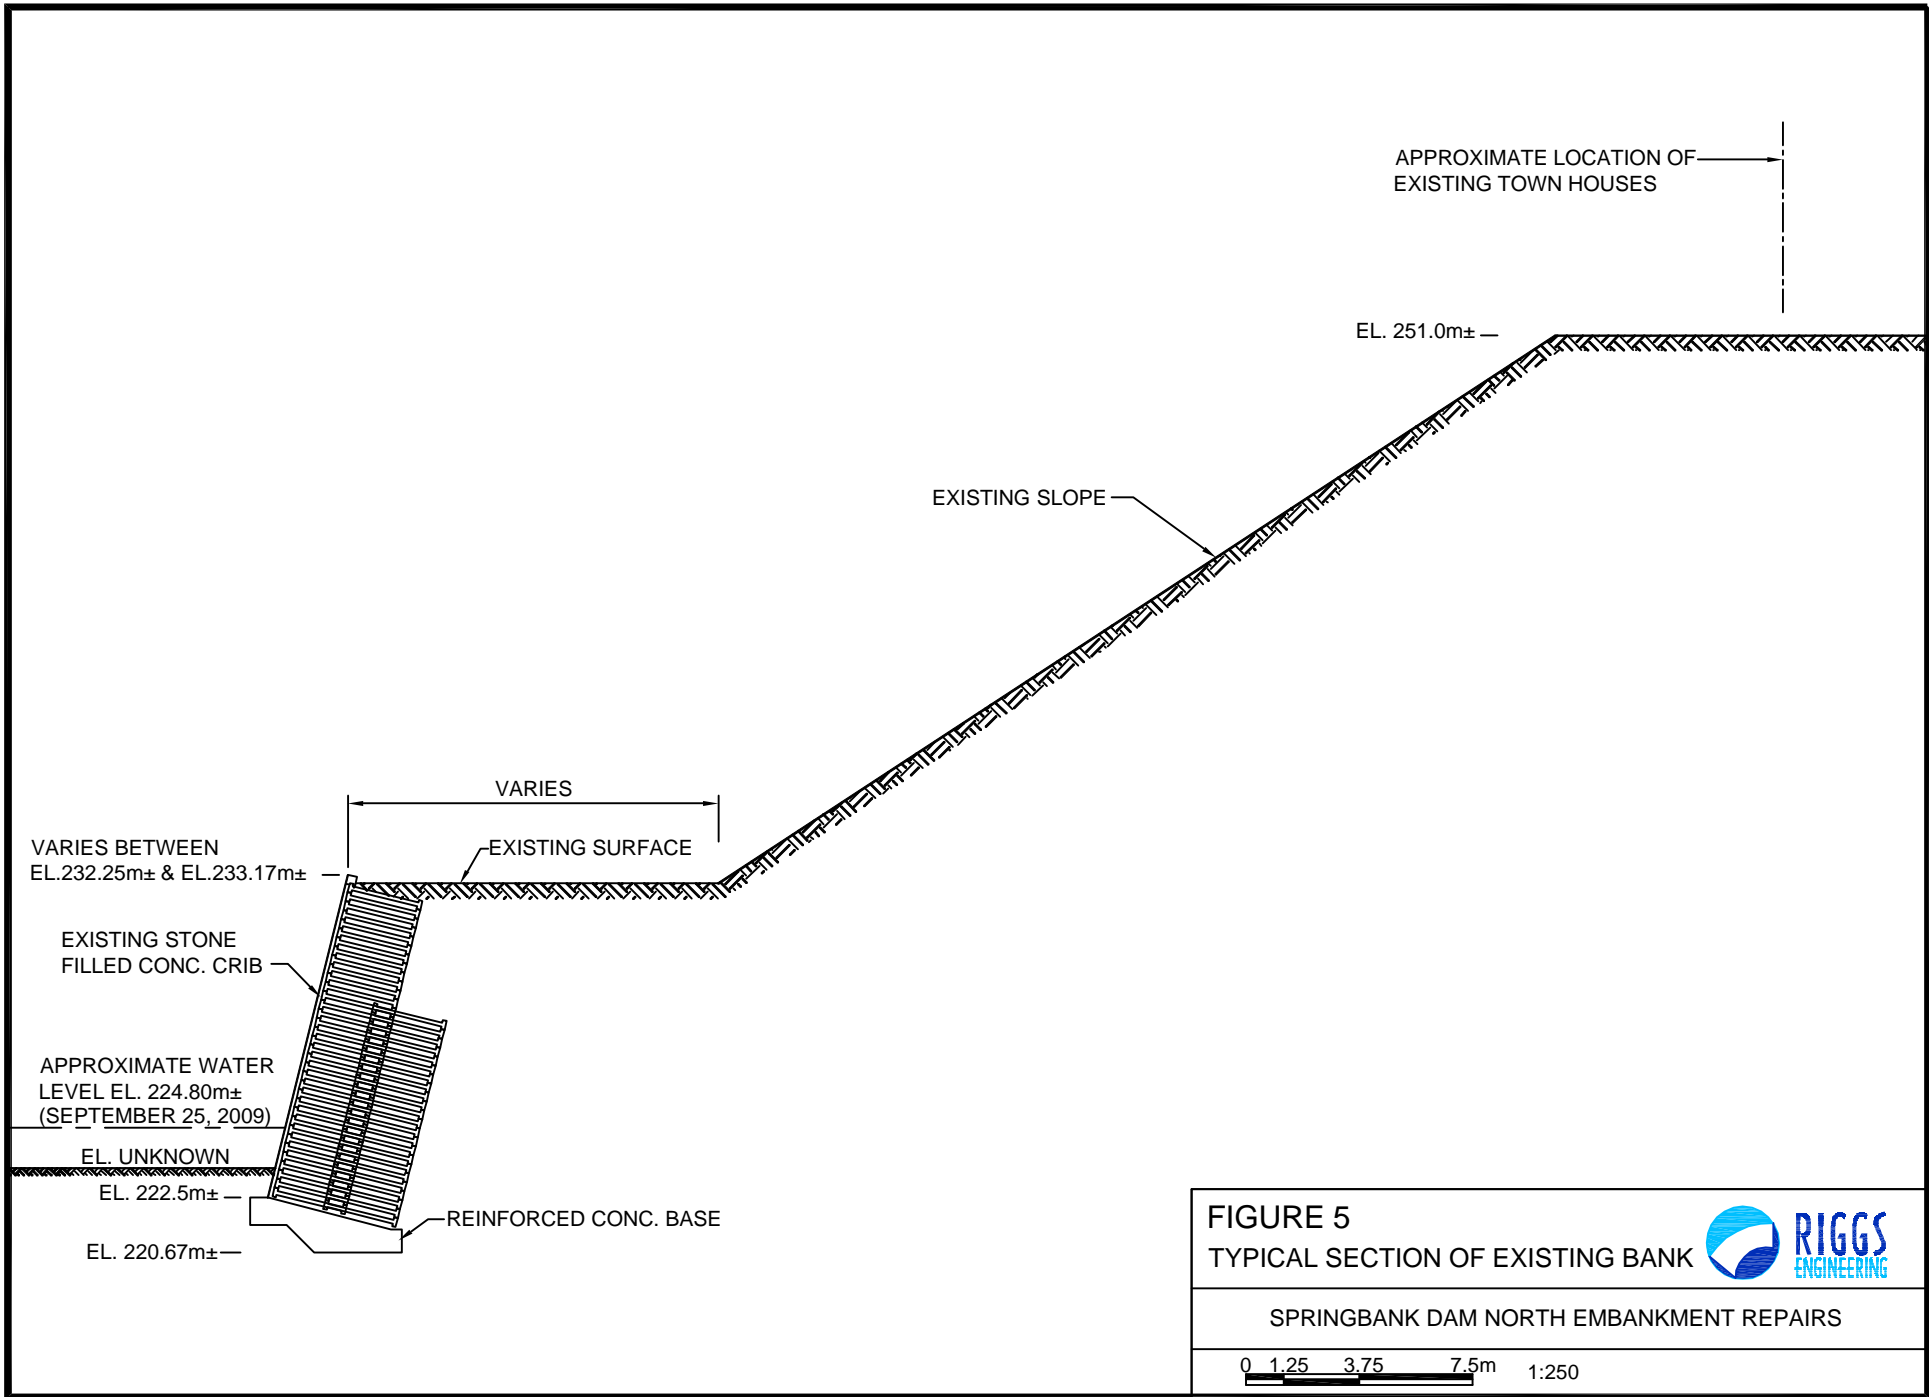 APPROXIMATE LOCATION OF
EXISTING TOWN HOUSES
EL. 251.0m±
EXISTING SLOPE
VARIES
VARIES BETWEEN
EL.232.25m± & EL.233.17m±
EXISTING SURFACE
EXISTING STONE
FILLED CONC. CRIB
APPROXIMATE WATER
LEVEL EL. 224.80m±
(SEPTEMBER 25, 2009)
EL. UNKNOWN
EL. 222.5m±
REINFORCED CONC. BASE
EL. 220.67m±
FIGURE 5
TYPICAL SECTION OF EXISTING BANK
RIGGS
ENGINEERING
SPRINGBANK DAM NORTH EMBANKMENT REPAIRS
0 1.25 3.75 7.5m 1:250